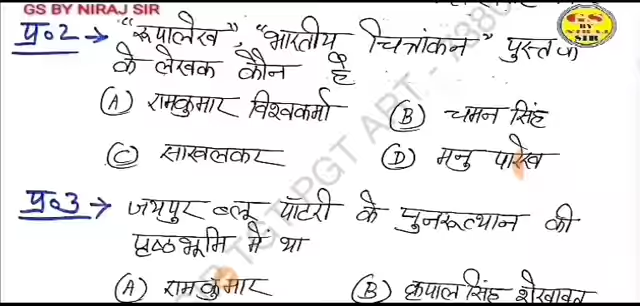 GS BY NIRAJ SIR
प्र०2 → "रूपालेख", "भारतीय चित्रांकन" पुस्तक
के लेखक कौन है
(A) रामकुमार विश्वकर्मा (B) चमन सिंह
(C) साखलकर (D) मनु पारेख
प्र०3 → जयपुर ब्लू पॉटरी के पुनरूत्थान की
पृष्ठभूमि में था
(A) रामकुमार (B) कृपाल सिंह शेखावत